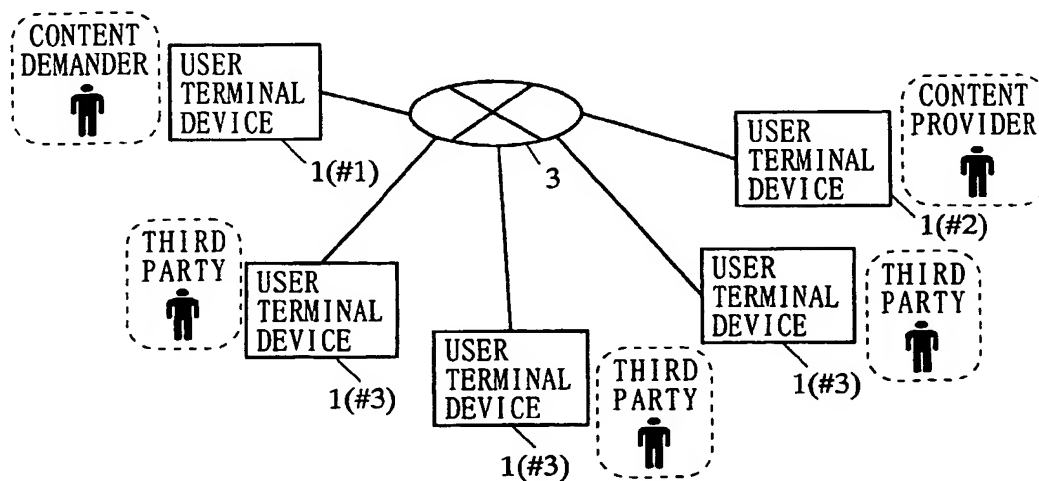 CONTENT
DEMANDER
USER
TERMINAL
DEVICE
1(#1)
3
USER
TERMINAL
DEVICE
1(#2)
CONTENT
PROVIDER
THIRD
PARTY
USER
TERMINAL
DEVICE
1(#3)
USER
TERMINAL
DEVICE
1(#3)
THIRD
PARTY
USER
TERMINAL
DEVICE
1(#3)
THIRD
PARTY